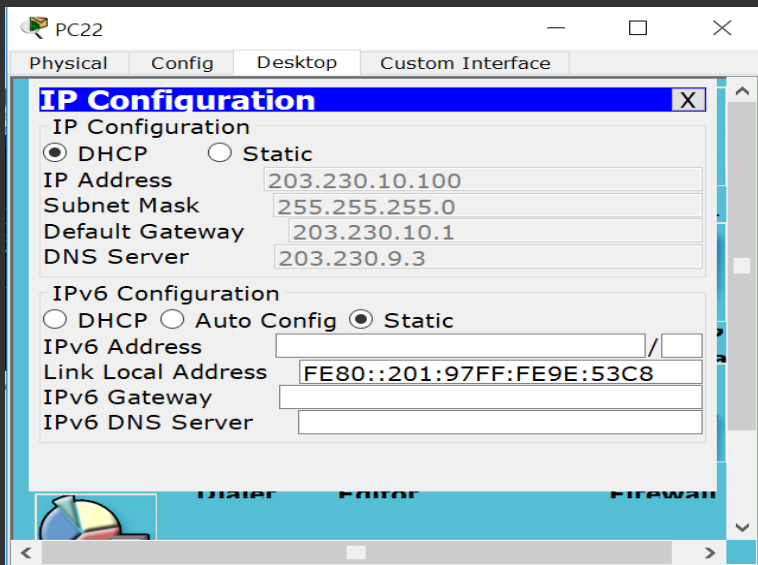 PC22
Physical Config Desktop Custom Interface
IP Configuration X
IP Configuration
DHCP Static
IP Address 203.230.10.100
Subnet Mask 255.255.255.0
Default Gateway 203.230.10.1
DNS Server 203.230.9.3
IPv6 Configuration
DHCP Auto Config Static
IPv6 Address /
Link Local Address FE80::201:97FF:FE9E:53C8
IPv6 Gateway
IPv6 DNS Server
Dialer Editor Firewall